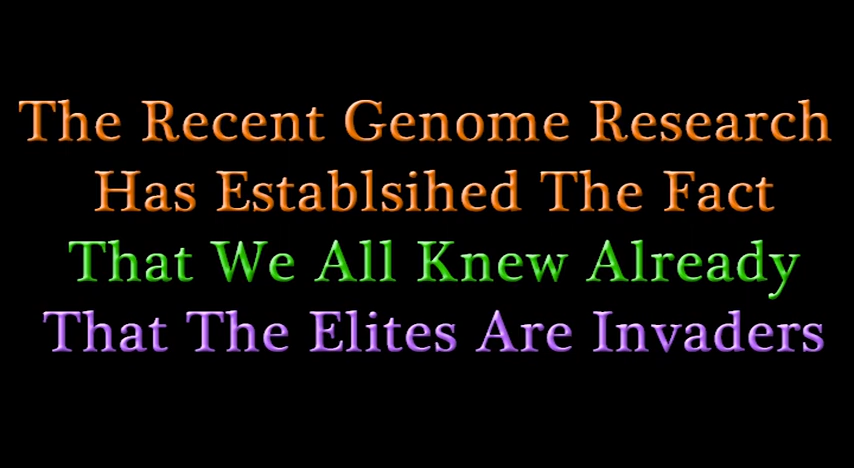 The Recent Genome Research
Has Establsihed The Fact
That We All Knew Already
That The Elites Are Invaders